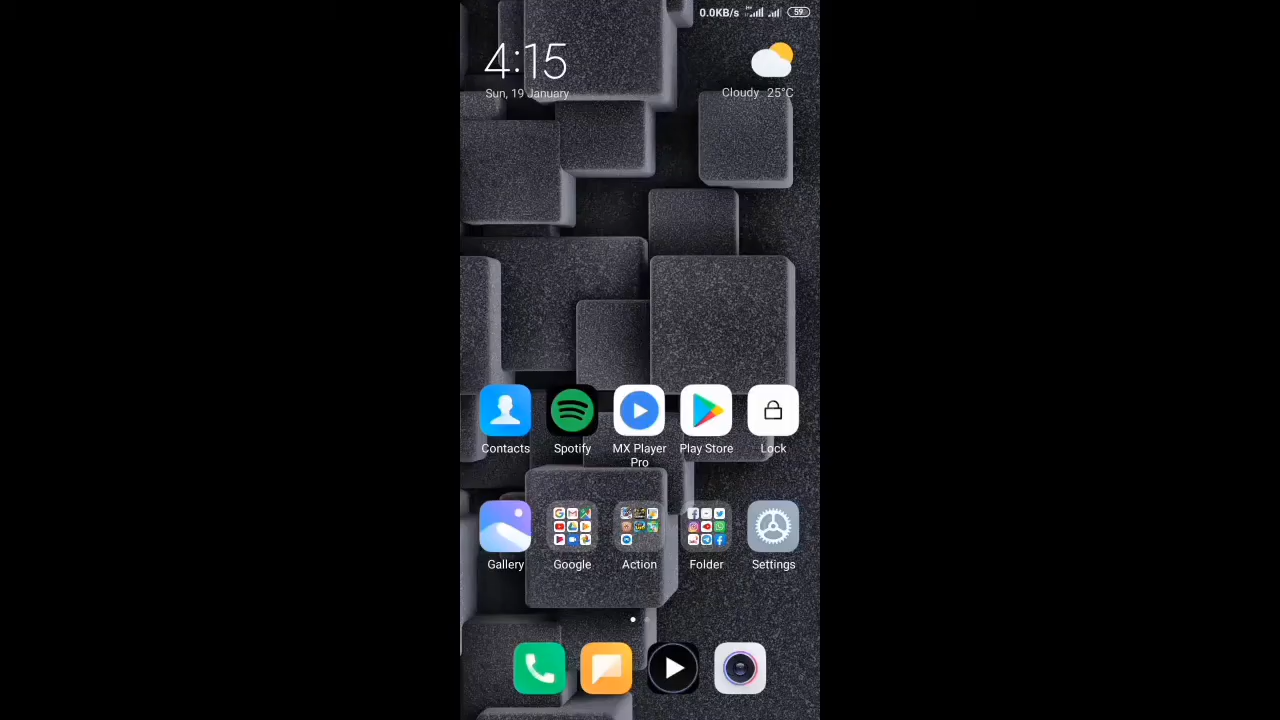 0.0KB/s 59
4:15
Sun, 19 January
Cloudy 25°C
Contacts
Spotify
MX Player
Pro
Play Store
Lock
Gallery
Google
Action
Folder
Settings